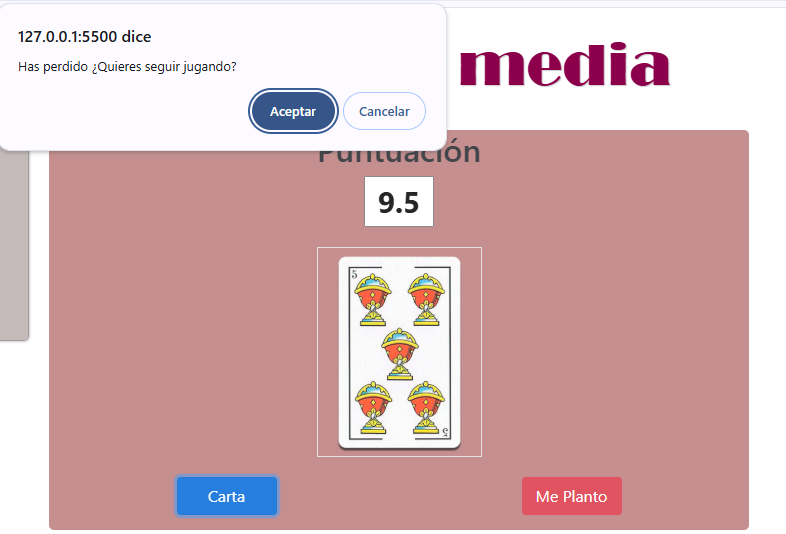 127.0.0.1:5500 dice
Has perdido ¿Quieres seguir jugando?
Aceptar
Cancelar
media
Puntuación
9.5
5
5
Carta
Me Planto